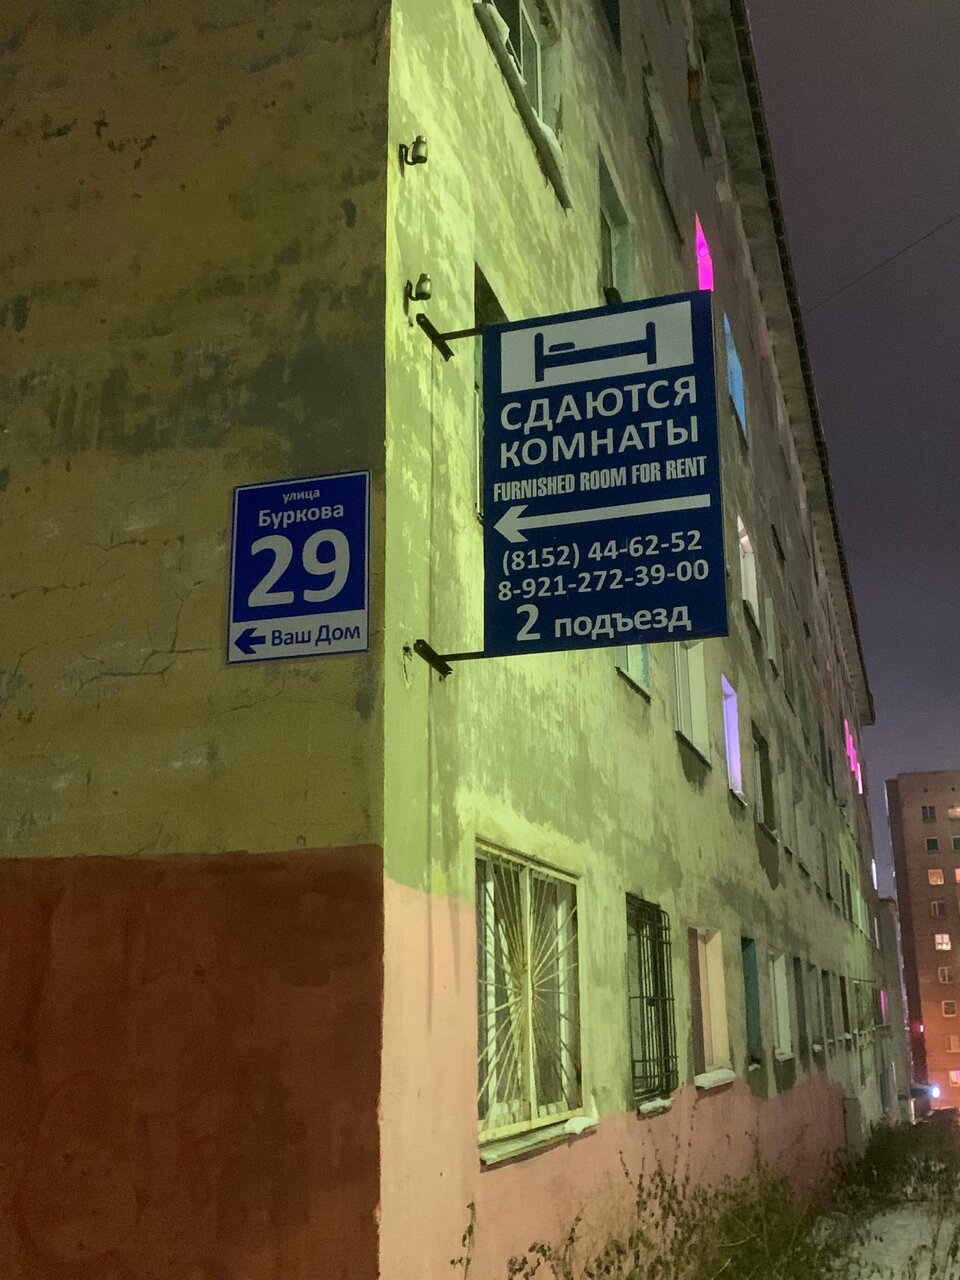 улица
Буркова
29
Ваш Дом
СДАЮТСЯ
КОМНАТЫ
FURNISHED ROOM FOR RENT
(8152) 44-62-52
8-921-272-39-00
2 подъезд